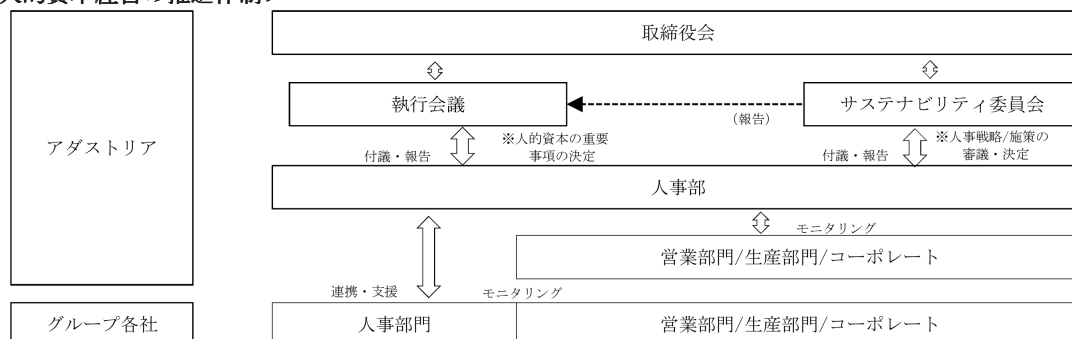 人的資本経営の推進体制
取締役会
執行会議
サステナビリティ委員会
(報告)
アダストリア
付議・報告
※人的資本の重要
事項の決定
付議・報告
※人事戦略/施策の
審議・決定
人事部
モニタリング
営業部門/生産部門/コーポレート
連携・支援
モニタリング
グループ各社
人事部門
営業部門/生産部門/コーポレート